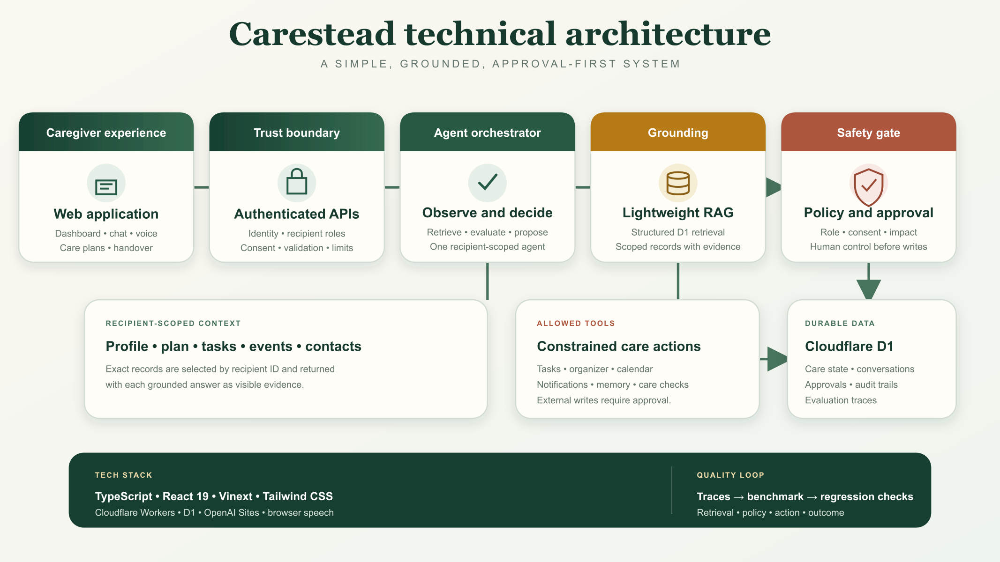 Carestead technical architecture
A SIMPLE, GROUNDED, APPROVAL-FIRST SYSTEM
Caregiver experience
Web application
Dashboard • chat • voice
Care plans • handover
Trust boundary
Authenticated APIs
Identity • recipient roles
Consent • validation • limits
Agent orchestrator
Observe and decide
Retrieve • evaluate • propose
One recipient-scoped agent
Grounding
Lightweight RAG
Structured D1 retrieval
Scoped records with evidence
Safety gate
Policy and approval
Role • consent • impact
Human control before writes
RECIPIENT-SCOPED CONTEXT
Profile • plan • tasks • events • contacts
Exact records are selected by recipient ID and returned
with each grounded answer as visible evidence.
ALLOWED TOOLS
Constrained care actions
Tasks • organizer • calendar
Notifications • memory • care checks
External writes require approval.
DURABLE DATA
Cloudflare D1
Care state • conversations
Approvals • audit trails
Evaluation traces
TECH STACK
TypeScript • React 19 • Vinext • Tailwind CSS
Cloudflare Workers • D1 • OpenAI Sites • browser speech
QUALITY LOOP
Traces → benchmark → regression checks
Retrieval • policy • action • outcome